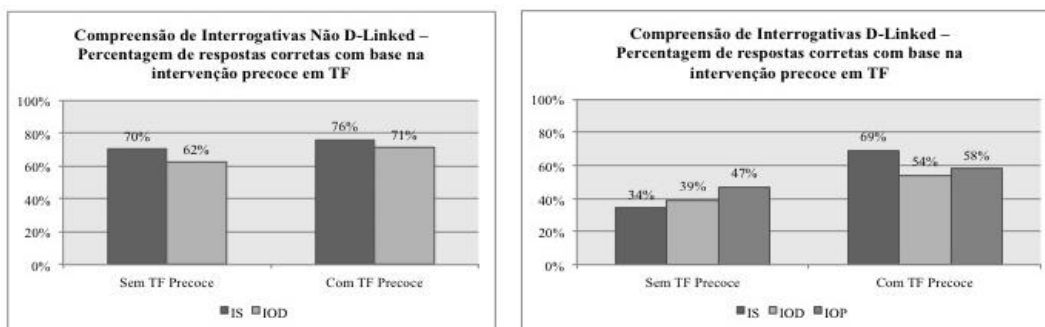 Compreensão de Interrogativas Não D-Linked –
Percentagem de respostas corretas com base na
intervenção precoce em TF
100%
80%
60%
40%
20%
0%
70%
62%
76%
71%
Sem TF Precoce
Com TF Precoce
IS
IOD
Compreensão de Interrogativas D-Linked –
Percentagem de respostas corretas com base na
intervenção precoce em TF
100%
80%
60%
40%
20%
0%
34%
39%
47%
69%
54%
58%
Sem TF Precoce
Com TF Precoce
IS
IOD
IOP